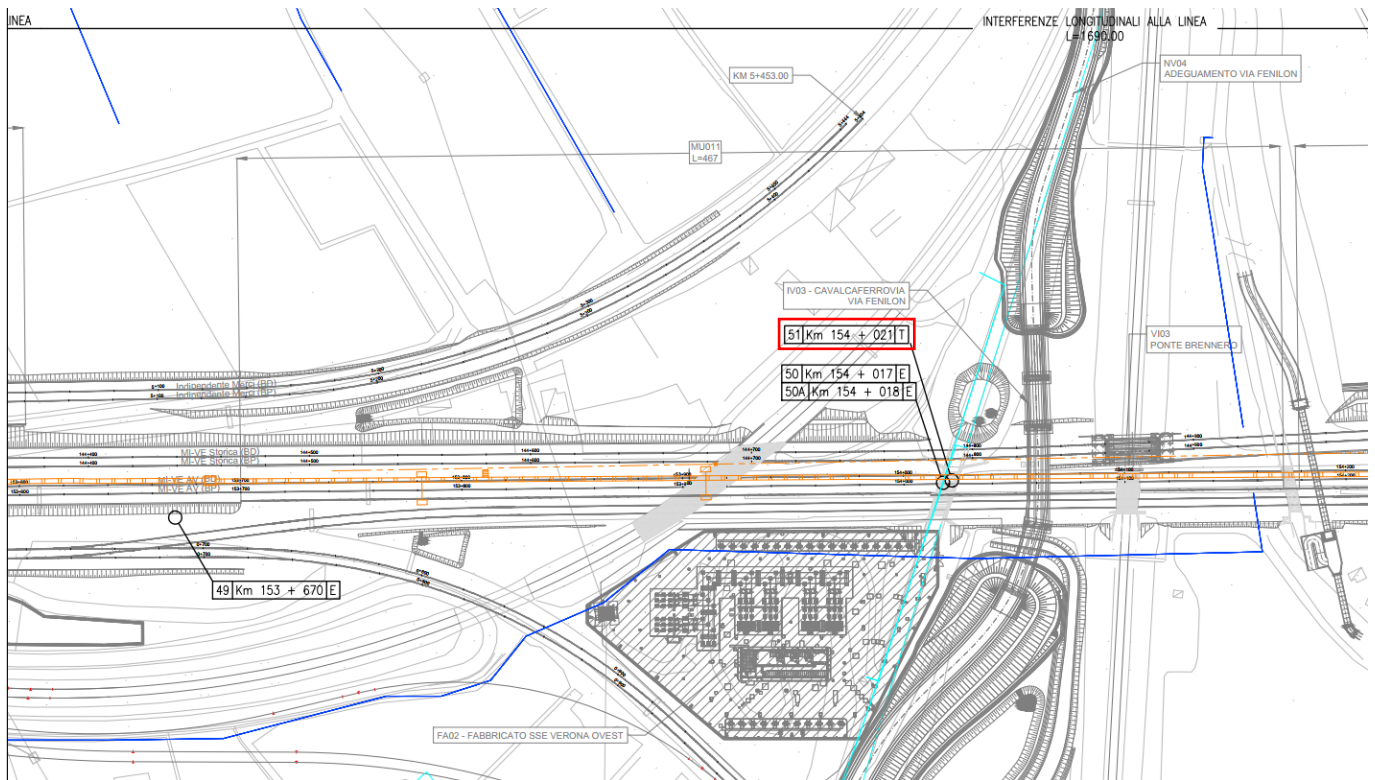 INEA
INTERFERENZE LONGITUDINALI ALLA LINEA
L=1690.00
KM 5+453.00
NV04
ADEGUAMENTO VIA FENILON
MU011
L=467
IV03 - CAVALCAFERROVIA
VIA FENILON
51 Km 154 + 021 T
VI03
PONTE BRENNERO
50 Km 154 + 017 E
50A Km 154 + 018 E
Indipendente Merci (BD)
Indipendente Merci (BP)
MI-VE Storica (BD)
MI-VE Storica (BP)
MI-VE AV (BD)
MI-VE AV (BP)
49 Km 153 + 670 E
FA02 - FABBRICATO SSE VERONA OVEST